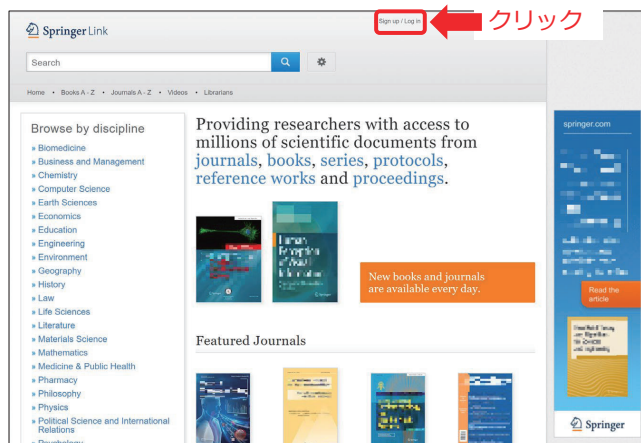 Springer Link
Sign up / Log in
クリック
Search
Home • Books A - Z • Journals A - Z • Videos • Librarians
Browse by discipline
» Biomedicine
» Business and Management
» Chemistry
» Computer Science
» Earth Sciences
» Economics
» Education
» Engineering
» Environment
» Geography
» History
» Law
» Life Sciences
» Literature
» Materials Science
» Mathematics
» Medicine & Public Health
» Pharmacy
» Philosophy
» Physics
» Political Science and International
Relations
Providing researchers with access to
millions of scientific documents from
journals, books, series, protocols,
reference works and proceedings.
New books and journals
are available every day.
Featured Journals
springer.com
Read the
article
Springer